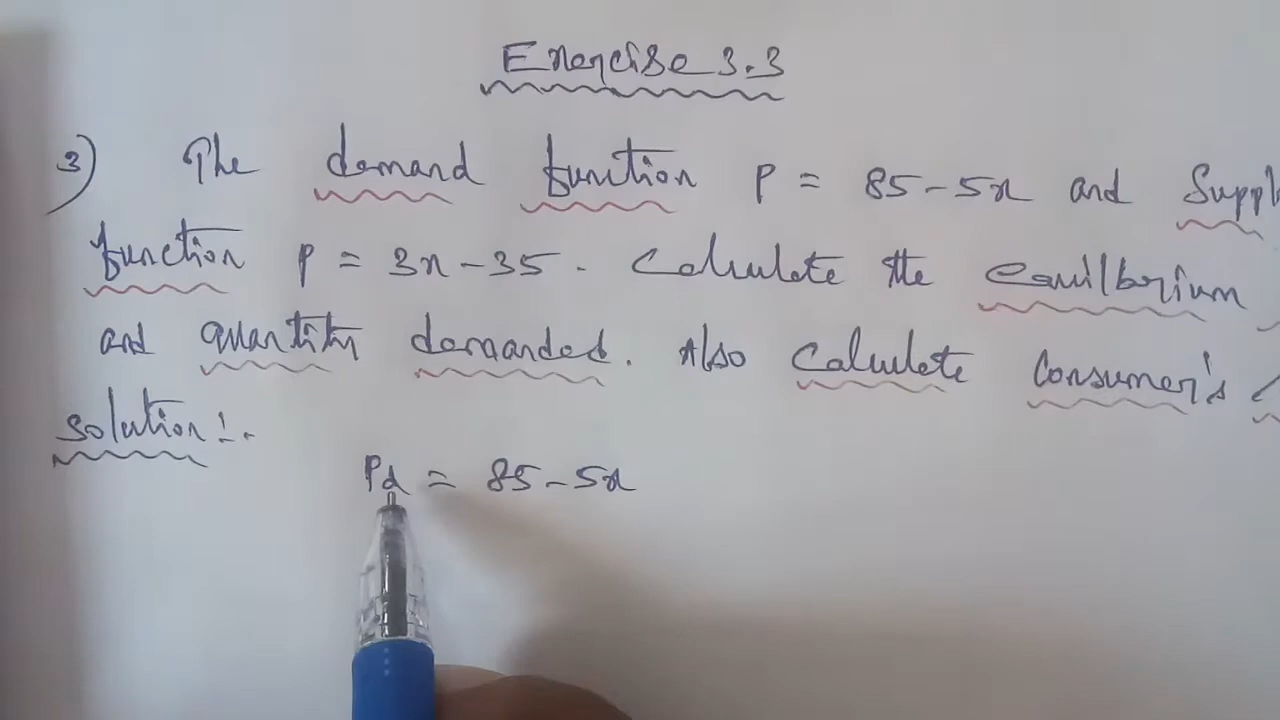 Exercise 3.3
3) The demand function P = 85-5x and Suppl
function P = 3x-35. Calculate the equilbrium
and quantity demanded. Also Calculate Consumer's
Solution:-
Pd = 85-5x